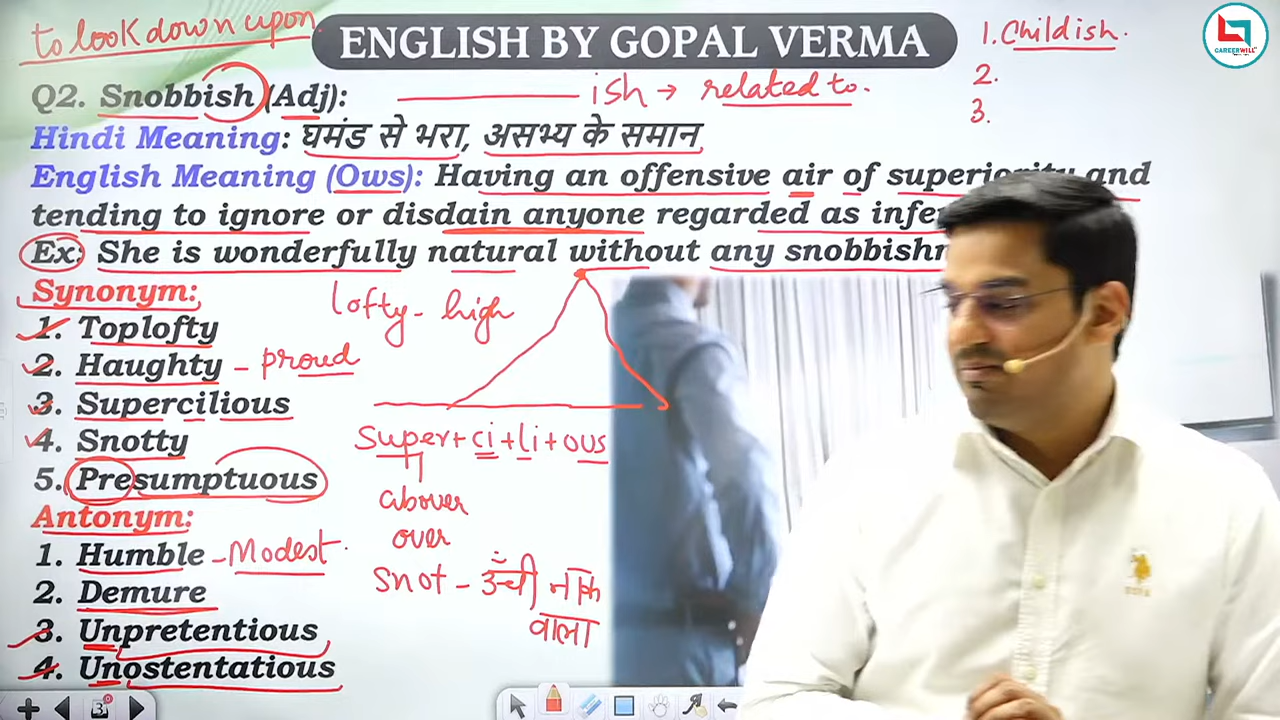 to look down upon
ENGLISH BY GOPAL VERMA
1. Childish.
2.
3.
CAREERWILL
Q2. Snobbish (Adj): ish → related to.
Hindi Meaning: घमंड से भरा, असभ्य के समान
English Meaning (Ows): Having an offensive air of superiority and
tending to ignore or disdain anyone regarded as
Ex: She is wonderfully natural without any
Synonym: lofty - high
1. Toplofty
2. Haughty - proud
3. Supercilious
4. Snotty super + ci + li + ous
5. Presumptuous above
over
Antonym:
1. Humble - Modest.
2. Demure snot - ऊँची नाक
वाला
3. Unpretentious
4. Unostentatious
3